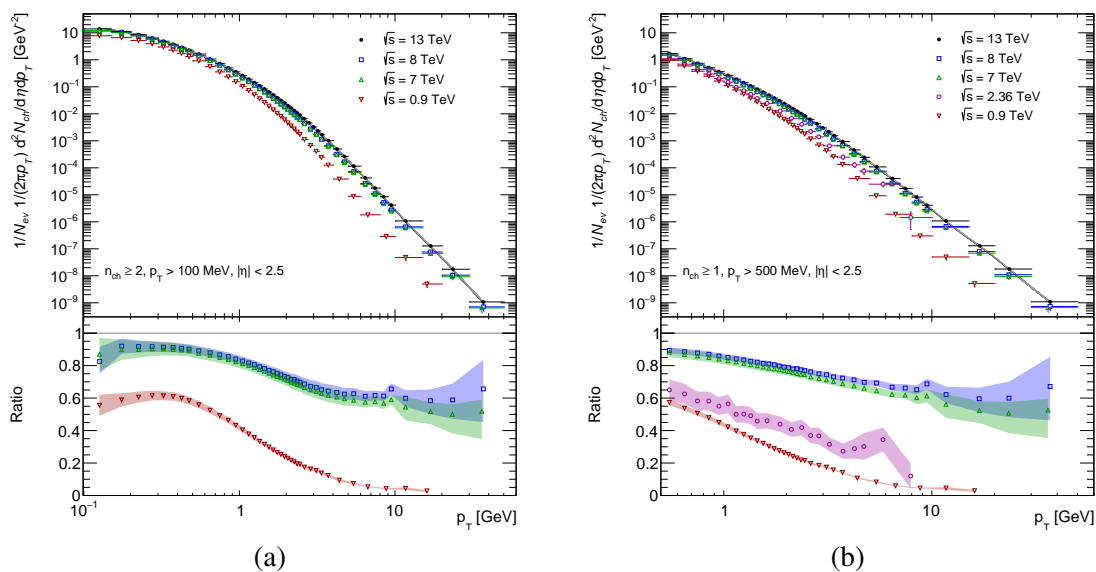 1/N_ev 1/(2πp_T) d²N_ch/dηdp_T [GeV⁻²]
10
1
10⁻¹
10⁻²
10⁻³
10⁻⁴
10⁻⁵
10⁻⁶
10⁻⁷
10⁻⁸
10⁻⁹
√s = 13 TeV
√s = 8 TeV
√s = 7 TeV
√s = 0.9 TeV
n_ch ≥ 2, p_T > 100 MeV, |η| < 2.5
Ratio
1
0.8
0.6
0.4
0.2
0
10⁻¹ 1 10
p_T [GeV]
(a)
1/N_ev 1/(2πp_T) d²N_ch/dηdp_T [GeV⁻²]
10
1
10⁻¹
10⁻²
10⁻³
10⁻⁴
10⁻⁵
10⁻⁶
10⁻⁷
10⁻⁸
10⁻⁹
√s = 13 TeV
√s = 8 TeV
√s = 7 TeV
√s = 2.36 TeV
√s = 0.9 TeV
n_ch ≥ 1, p_T > 500 MeV, |η| < 2.5
Ratio
1
0.8
0.6
0.4
0.2
0
1 10
p_T [GeV]
(b)